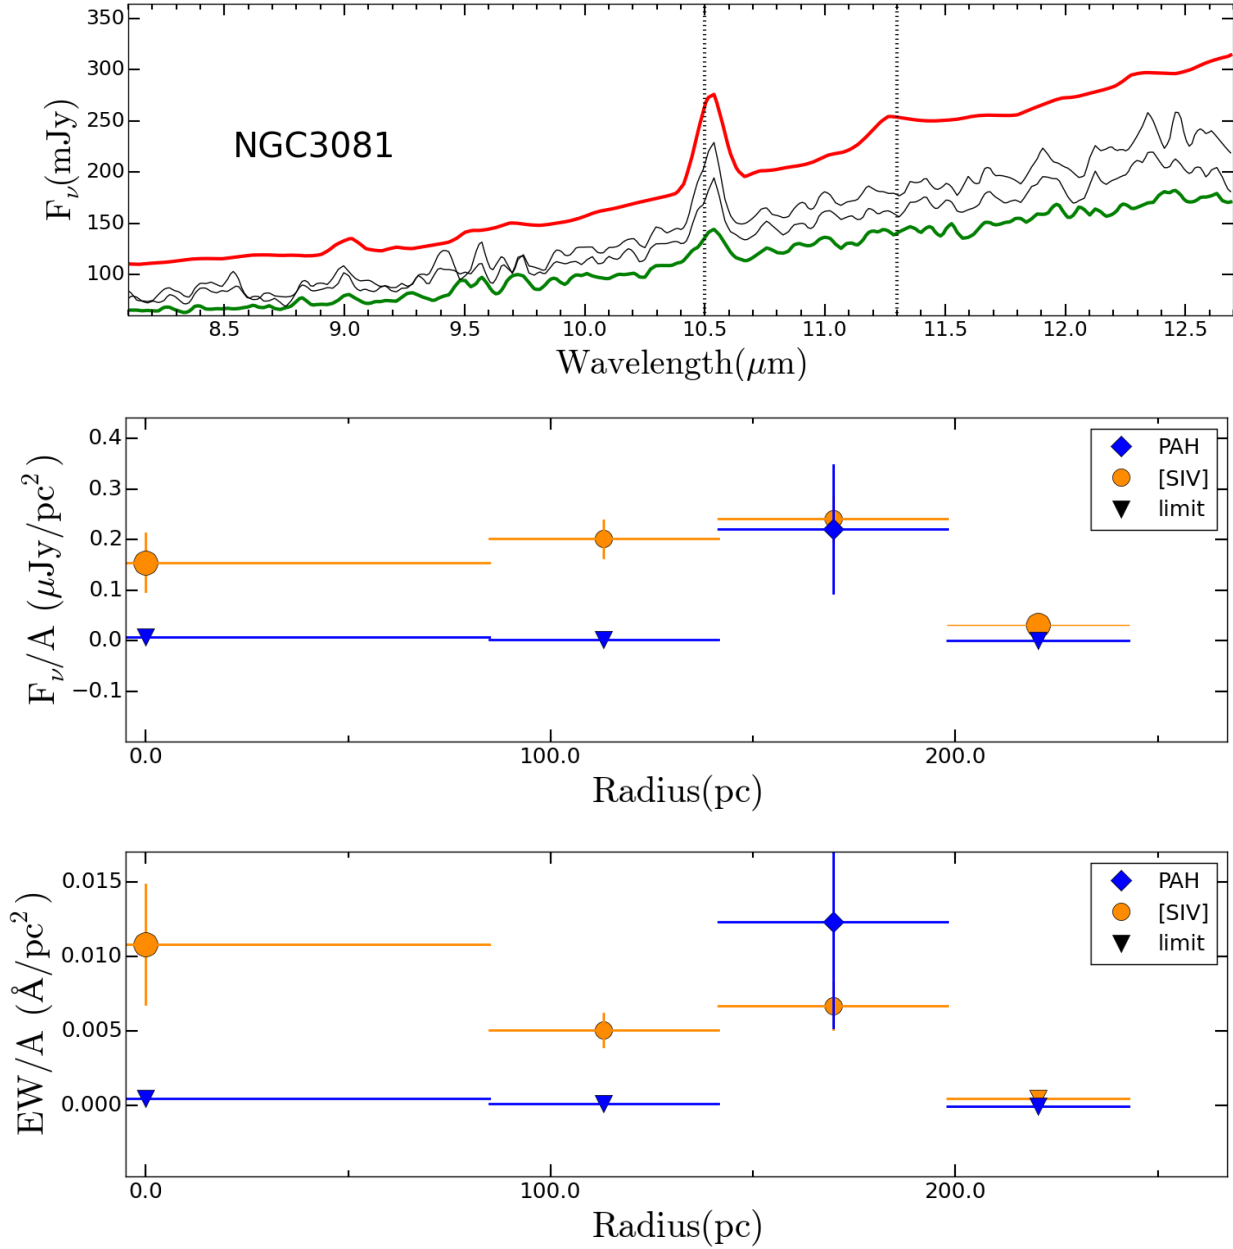 350
300
250
200
150
100
F_ν(mJy)
NGC3081
8.5 9.0 9.5 10.0 10.5 11.0 11.5 12.0 12.5
Wavelength(μm)
0.4
0.3
0.2
0.1
0.0
−0.1
F_ν/A (μJy/pc²)
PAH
[SIV]
limit
0.0 100.0 200.0
Radius(pc)
0.015
0.010
0.005
0.000
EW/A (Å/pc²)
PAH
[SIV]
limit
0.0 100.0 200.0
Radius(pc)